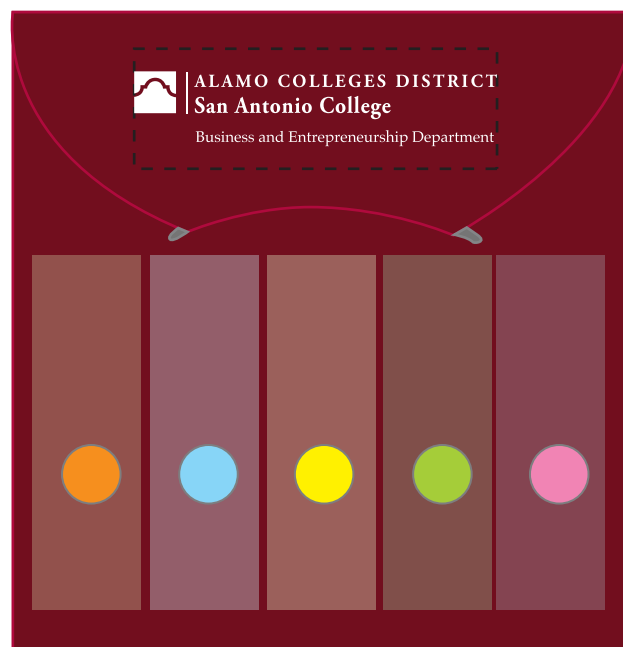 ALAMO COLLEGES DISTRICT
San Antonio College
Business and Entrepreneurship Department